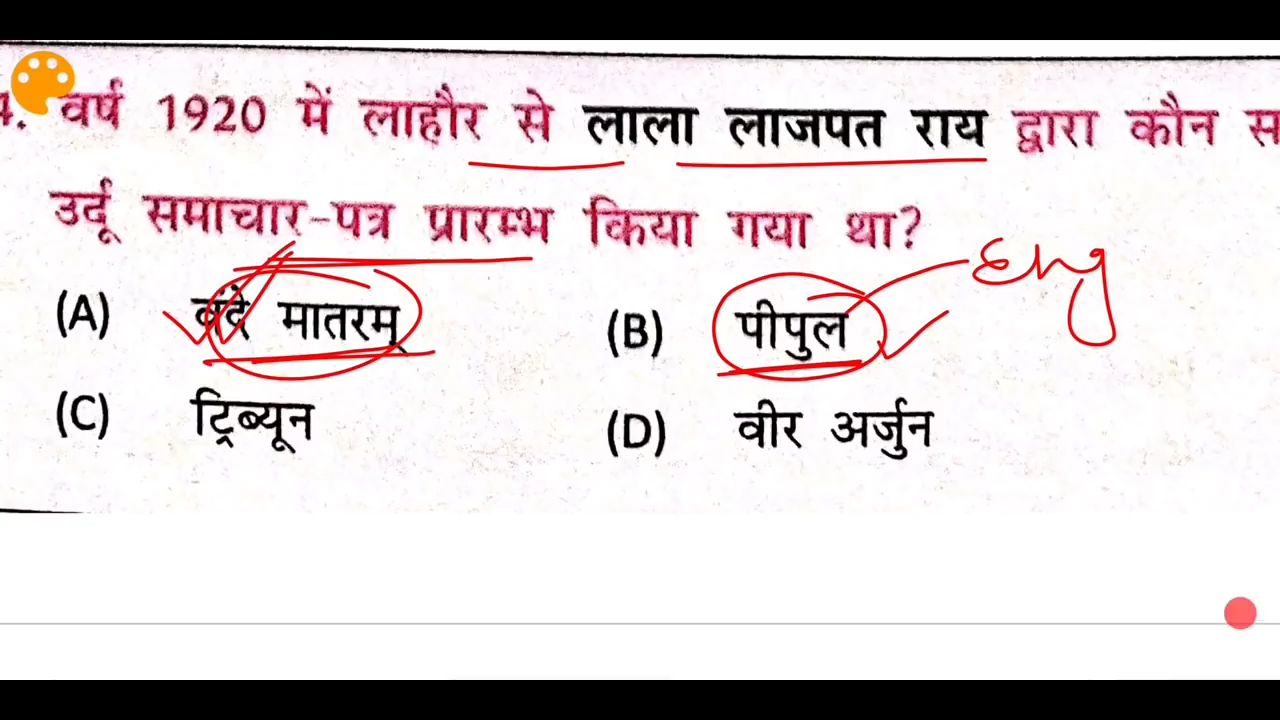 4. वर्ष 1920 में लाहौर से लाला लाजपत राय द्वारा कौन स
उर्दू समाचार-पत्र प्रारम्भ किया गया था?
Eng
(A) वंदे मातरम् (B) पीपुल
(C) ट्रिब्यून (D) वीर अर्जुन